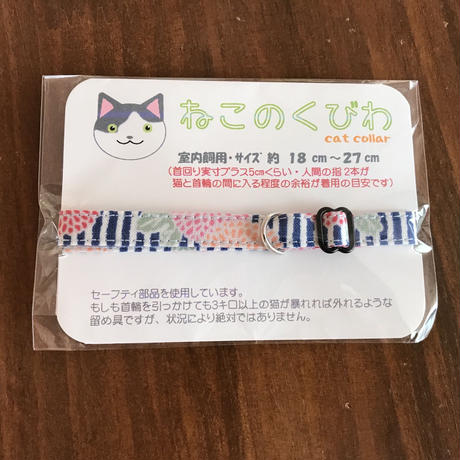 ねこのくびわ
cat collar
室内飼用・サイズ 約 18 cm～27 cm
(首回り実寸プラス5cmくらい・人間の指2本が
猫と首輪の間に入る程度の余裕が着用の目安です)
セーフティ部品を使用しています。
もしも首輪を引っかけても3キロ以上の猫が暴れれば外れるような
留め具ですが、状況により絶対ではありません。